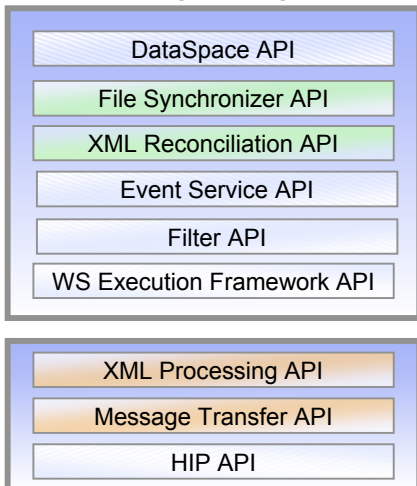 DataSpace API
File Synchronizer API
XML Reconciliation API
Event Service API
Filter API
WS Execution Framework API
XML Processing API
Message Transfer API
HIP API